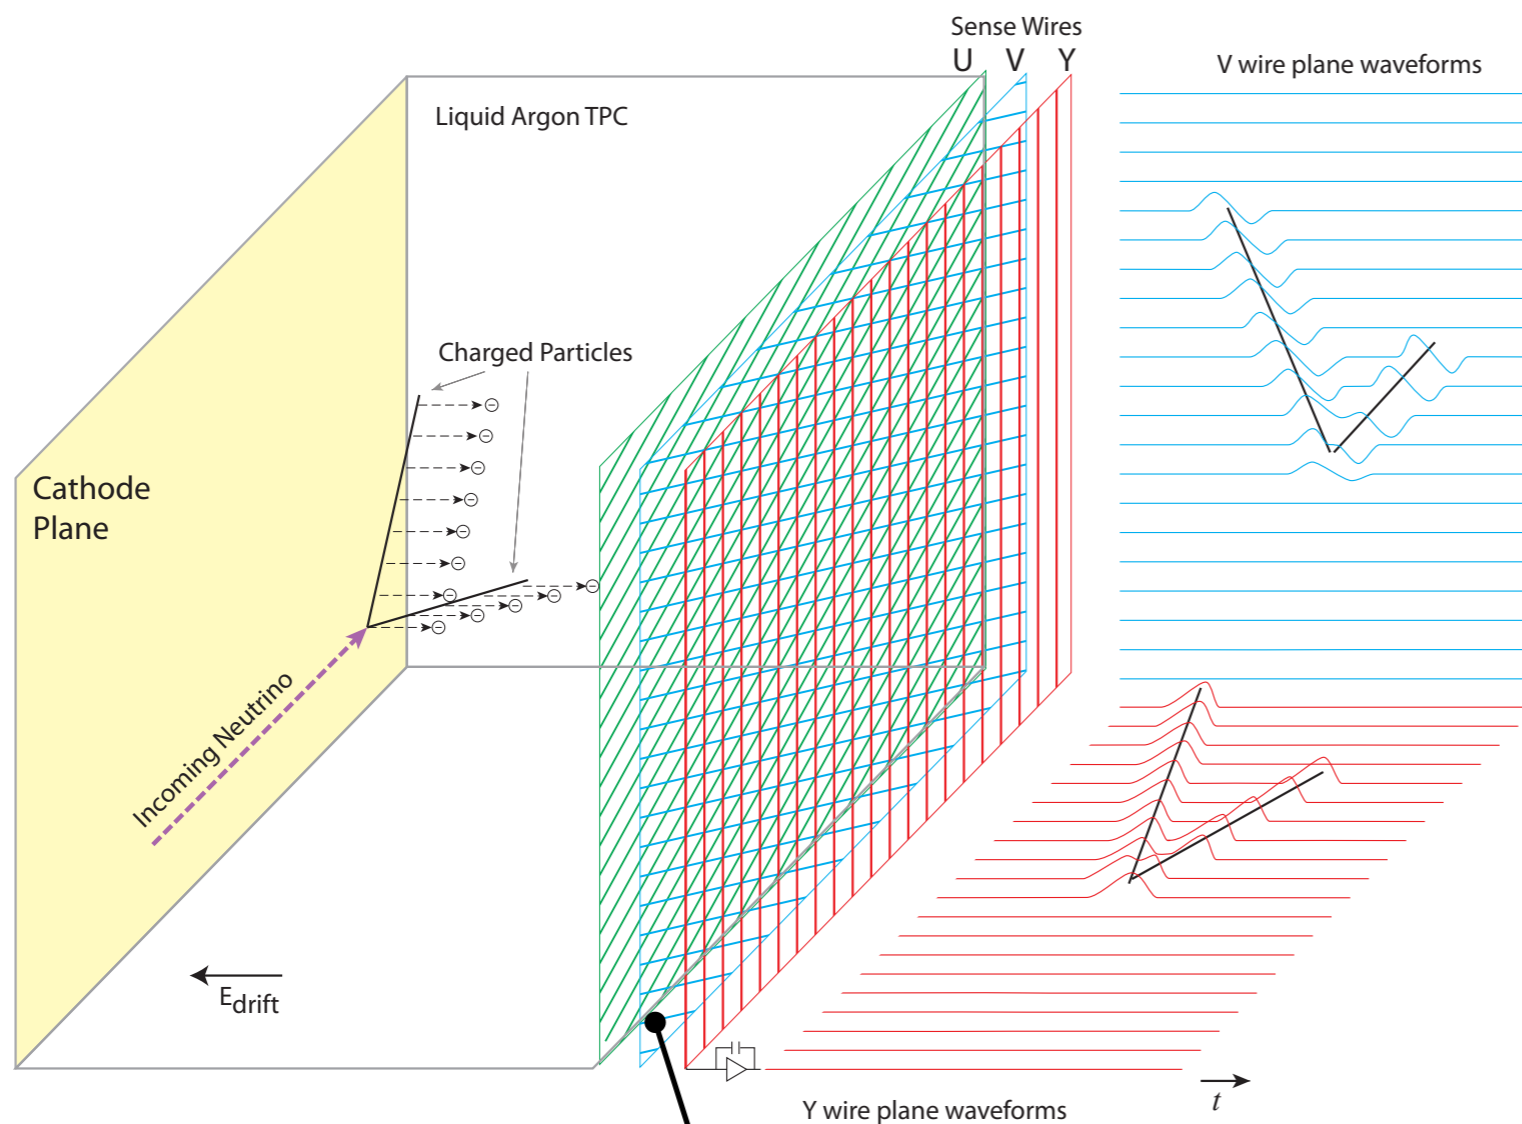 Sense Wires
U V Y
V wire plane waveforms
Liquid Argon TPC
Charged Particles
Cathode
Plane
Incoming Neutrino
Edrift
t
Y wire plane waveforms